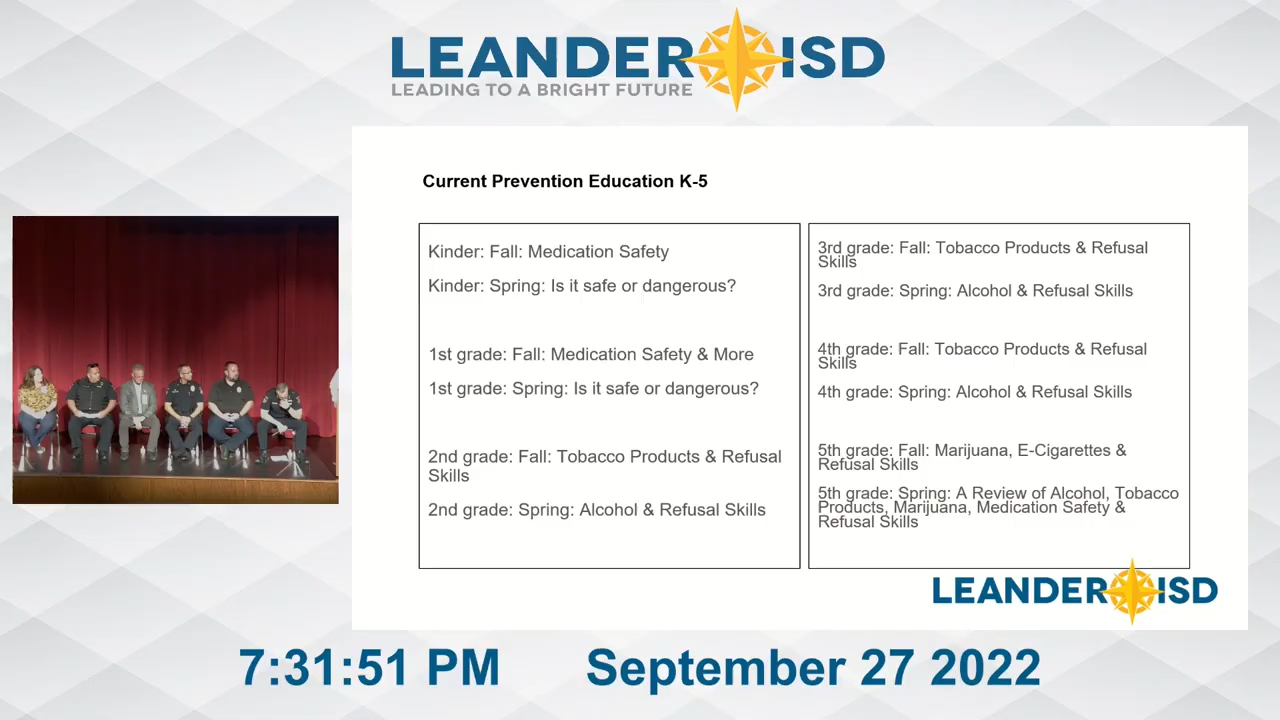 LEANDER ISD
LEADING TO A BRIGHT FUTURE
Current Prevention Education K-5
Kinder: Fall: Medication Safety
Kinder: Spring: Is it safe or dangerous?
1st grade: Fall: Medication Safety & More
1st grade: Spring: Is it safe or dangerous?
2nd grade: Fall: Tobacco Products & Refusal
Skills
2nd grade: Spring: Alcohol & Refusal Skills
3rd grade: Fall: Tobacco Products & Refusal
Skills
3rd grade: Spring: Alcohol & Refusal Skills
4th grade: Fall: Tobacco Products & Refusal
Skills
4th grade: Spring: Alcohol & Refusal Skills
5th grade: Fall: Marijuana, E-Cigarettes &
Refusal Skills
5th grade: Spring: A Review of Alcohol, Tobacco
Products, Marijuana, Medication Safety &
Refusal Skills
LEANDER ISD
7:31:51 PM September 27 2022